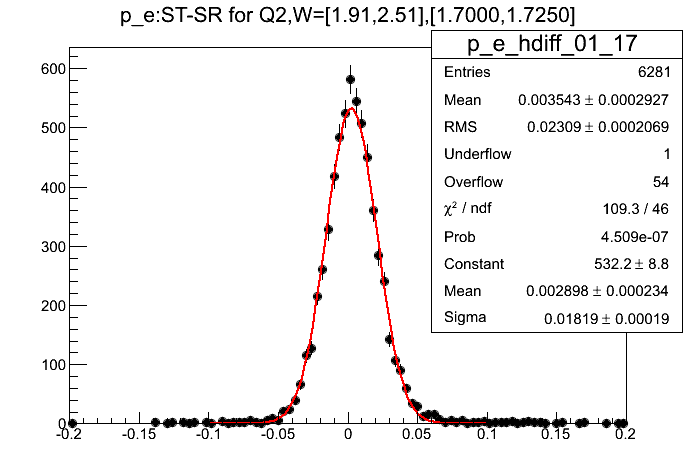 p_e:ST-SR for Q2,W=[1.91,2.51],[1.7000,1.7250]
p_e_hdiff_01_17
Entries 6281
Mean 0.003543 ± 0.0002927
RMS 0.02309 ± 0.0002069
Underflow 1
Overflow 54
χ² / ndf 109.3 / 46
Prob 4.509e-07
Constant 532.2 ± 8.8
Mean 0.002898 ± 0.000234
Sigma 0.01819 ± 0.00019
600
500
400
300
200
100
0
-0.2 -0.15 -0.1 -0.05 0 0.05 0.1 0.15 0.2